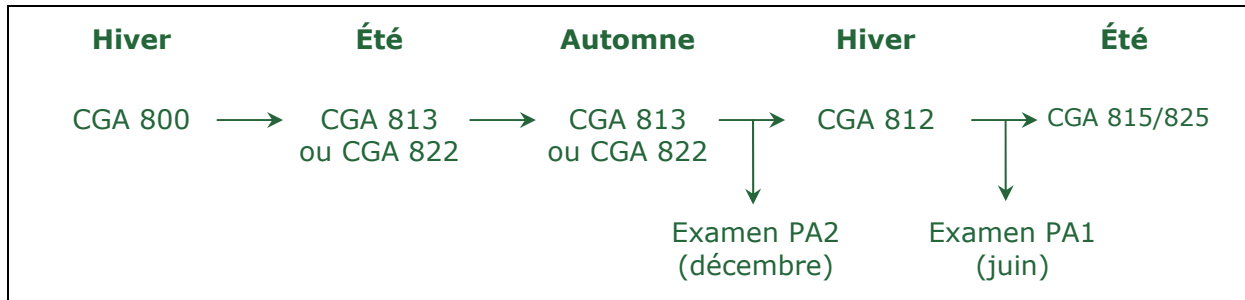 Hiver Été Automne Hiver Été
CGA 800 CGA 813 CGA 813 CGA 812 CGA 815/825
ou CGA 822 ou CGA 822
Examen PA2 Examen PA1
(décembre) (juin)